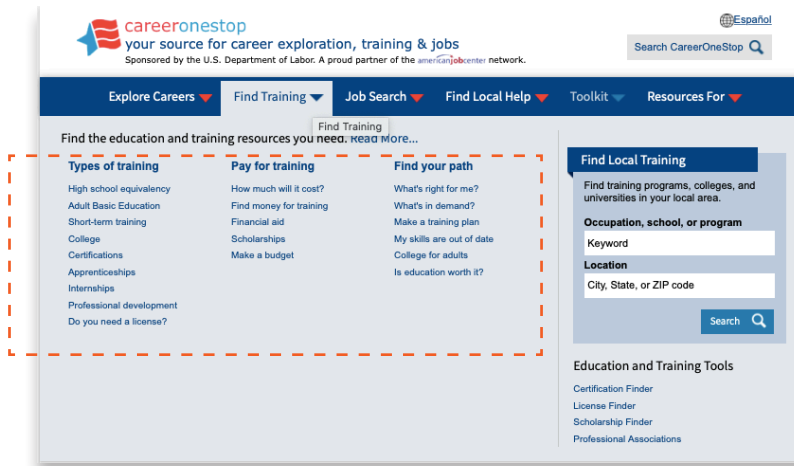 Español
careeronestop
your source for career exploration, training & jobs
Sponsored by the U.S. Department of Labor. A proud partner of the americanjobcenter network.
Search CareerOneStop
Explore Careers Find Training Job Search Find Local Help Toolkit Resources For
Find Training
Find the education and training resources you need. Read More...
Types of training
High school equivalency
Adult Basic Education
Short-term training
College
Certifications
Apprenticeships
Internships
Professional development
Do you need a license?
Pay for training
How much will it cost?
Find money for training
Financial aid
Scholarships
Make a budget
Find your path
What's right for me?
What's in demand?
Make a training plan
My skills are out of date
College for adults
Is education worth it?
Find Local Training
Find training programs, colleges, and
universities in your local area.
Occupation, school, or program
Keyword
Location
City, State, or ZIP code
Search
Education and Training Tools
Certification Finder
License Finder
Scholarship Finder
Professional Associations